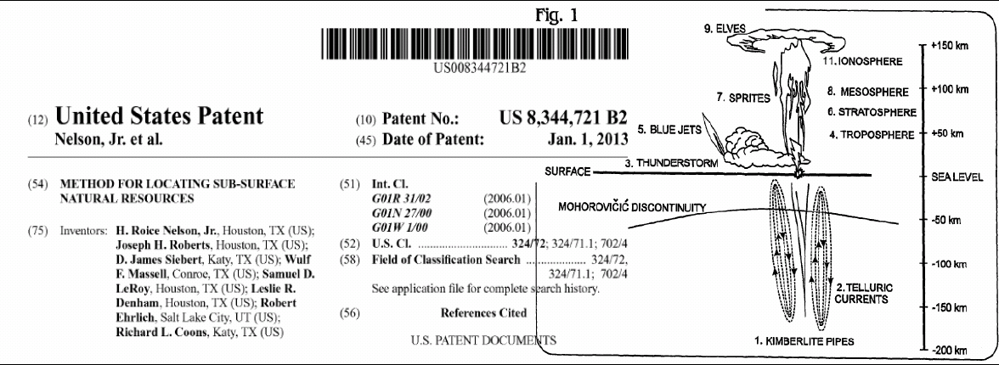 Fig. 1
US008344721B2
(12) United States Patent
Nelson, Jr. et al.
(10) Patent No.: US 8,344,721 B2
(45) Date of Patent: Jan. 1, 2013
(54) METHOD FOR LOCATING SUB-SURFACE
NATURAL RESOURCES
(75) Inventors: H. Roice Nelson, Jr., Houston, TX (US);
Joseph H. Roberts, Houston, TX (US);
D. James Siebert, Katy, TX (US); Wulf
F. Massell, Conroe, TX (US); Samuel D.
LeRoy, Houston, TX (US); Leslie R.
Denham, Houston, TX (US); Robert
Ehrlich, Salt Lake City, UT (US);
Richard L. Coons, Katy, TX (US)
(51) Int. Cl.
G01R 31/02 (2006.01)
G01N 27/00 (2006.01)
G01W 1/00 (2006.01)
(52) U.S. Cl. ............................ 324/72; 324/71.1; 702/4
(58) Field of Classification Search .................. 324/72,
324/71.1; 702/4
See application file for complete search history.
(56) References Cited
U.S. PATENT DOCUMENTS
9. ELVES
11. IONOSPHERE
7. SPRITES
8. MESOSPHERE
6. STRATOSPHERE
5. BLUE JETS
4. TROPOSPHERE
3. THUNDERSTORM
SURFACE
MOHOROVIČIĆ DISCONTINUITY
2. TELLURIC
CURRENTS
1. KIMBERLITE PIPES
+150 km
+100 km
+50 km
SEA LEVEL
-50 km
-100 km
-150 km
-200 km